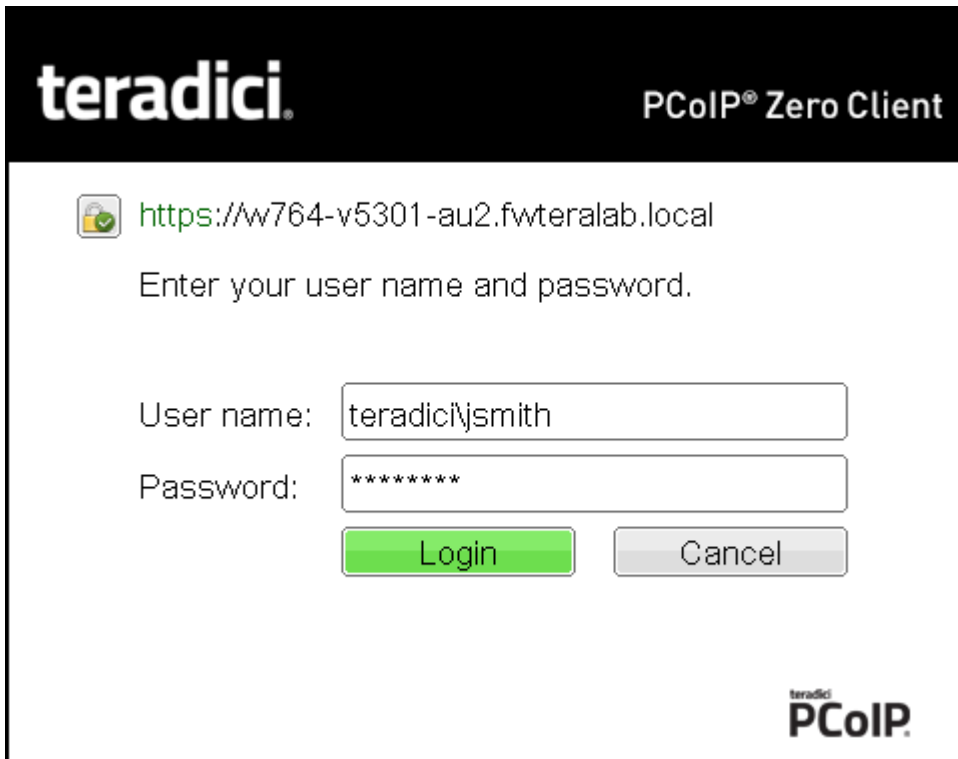 teradici.
PCoIP® Zero Client
https://w764-v5301-au2.fwteralab.local
Enter your user name and password.
User name: teradici\jsmith
Password: ********
Login Cancel
teradici
PCoIP.